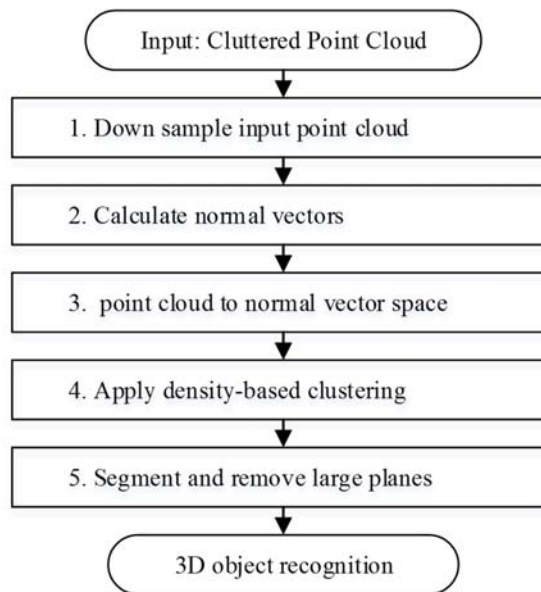 Input: Cluttered Point Cloud
1. Down sample input point cloud
2. Calculate normal vectors
3. point cloud to normal vector space
4. Apply density-based clustering
5. Segment and remove large planes
3D object recognition